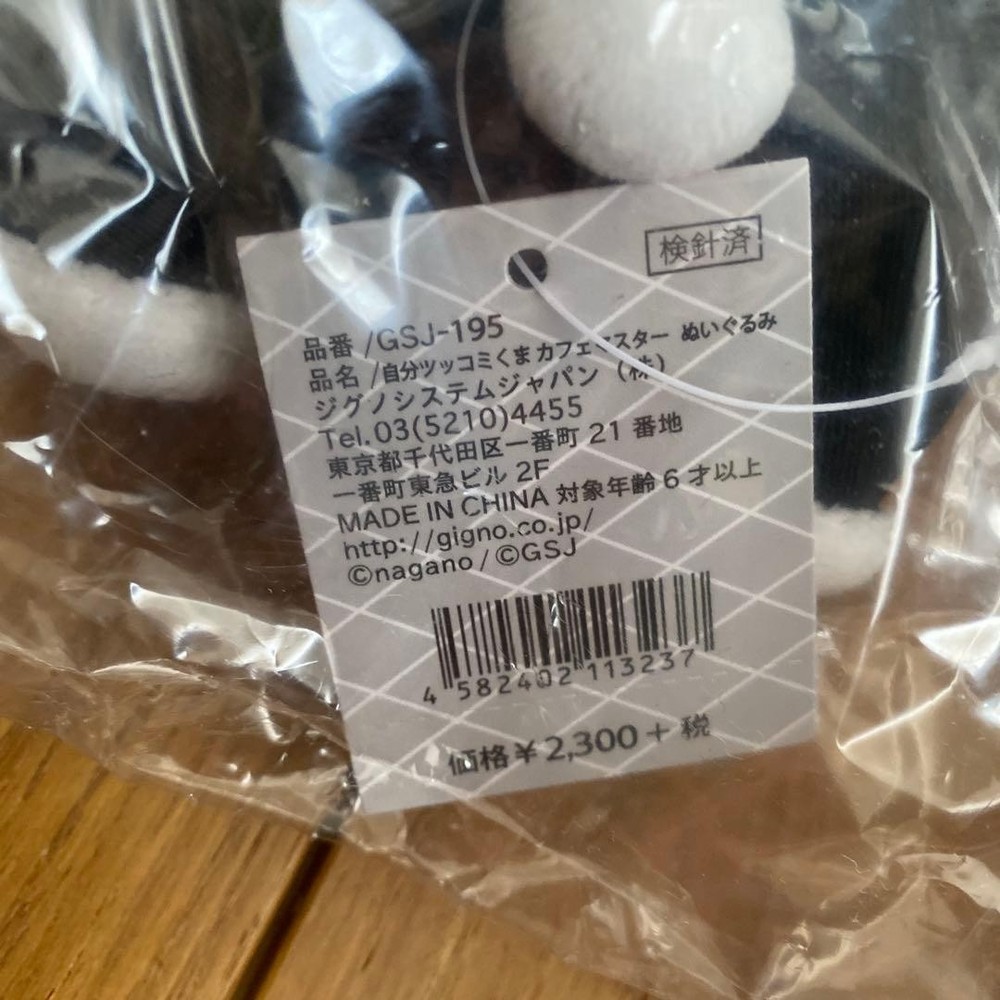 検針済
品番 /GSJ-195
品名 /自分ツッコミくま カフェマスター ぬいぐるみ
ジグノシステムジャパン (株)
Tel.03(5210)4455
東京都千代田区一番町 21 番地
一番町東急ビル 2F
MADE IN CHINA 対象年齢 6 才以上
http://gigno.co.jp/
©nagano/©GSJ
4 582402 113237
価格¥2,300+税